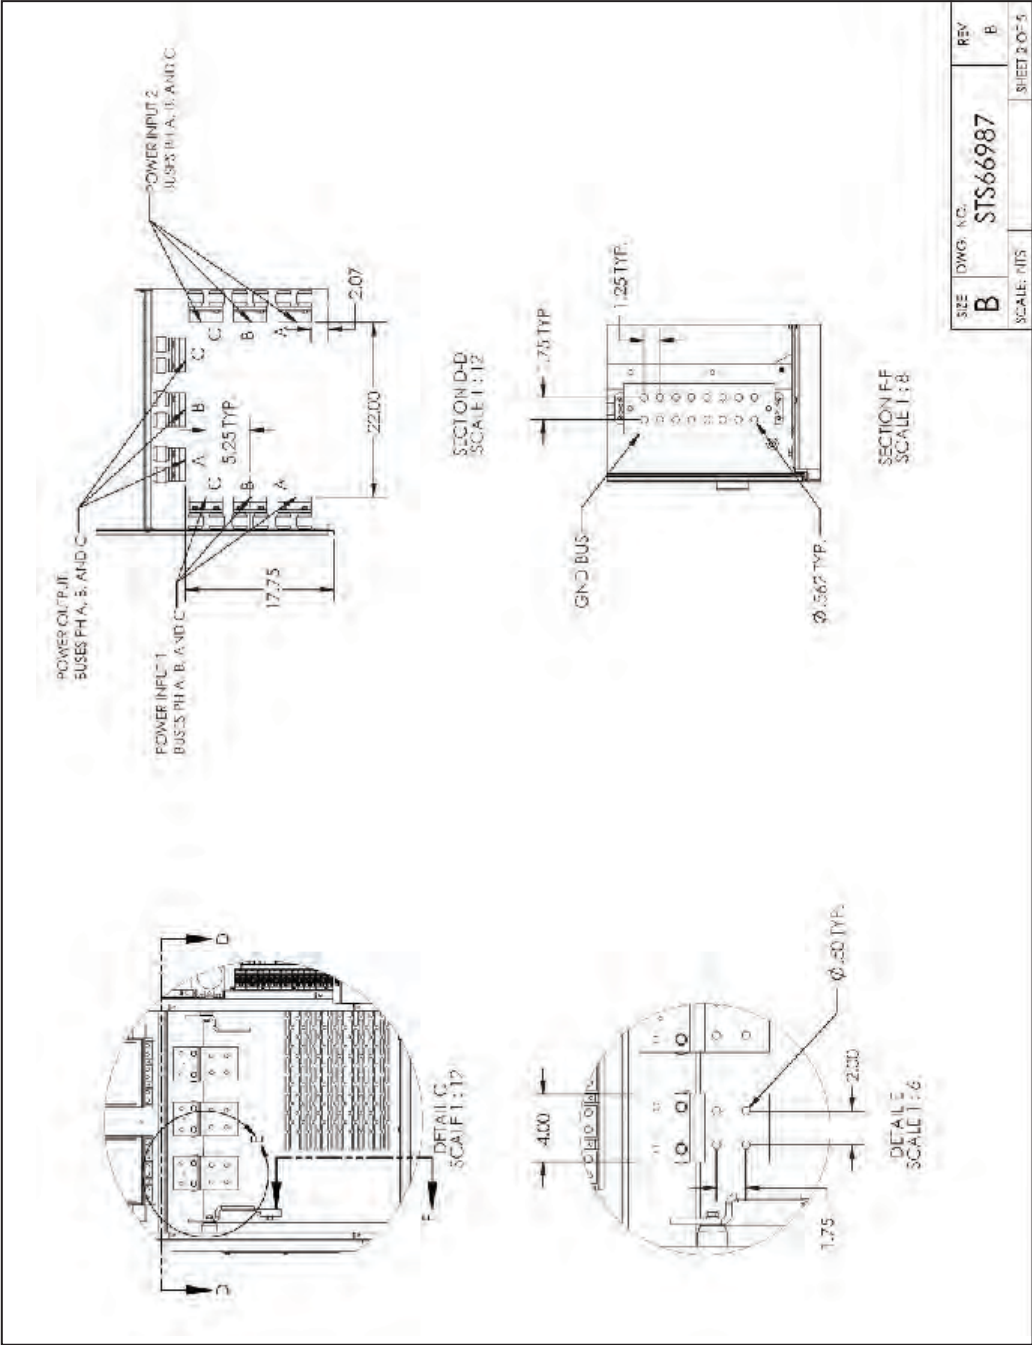 POWER OUTPUT
BUSES PH A, B, AND C
POWER INPUT 1
BUSES PH A, B, AND C
POWER INPUT 2
BUSES PH A, B, AND C
A
B
C
C
B
A
C
B
A
5.25 TYP.
17.75
22.00
2.07
SECTION D-D
SCALE 1 : 12
D
D
E
F
DETAIL C
SCALE 1 : 12
4.00
2.00
1.75
Ø.60 TYP.
DETAIL E
SCALE 1 : 6
GND BUS
1.75 TYP.
1.25 TYP.
Ø.562 TYP.
SECTION F-F
SCALE 1 : 8
SIZE
B
DWG. NO.
STS66987
REV
B
SCALE: NTS
SHEET OF 5